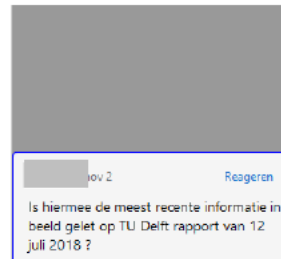 nov 2 Reageren
Is hiermee de meest recente informatie in
beeld gelet op TU Delft rapport van 12
juli 2018 ?